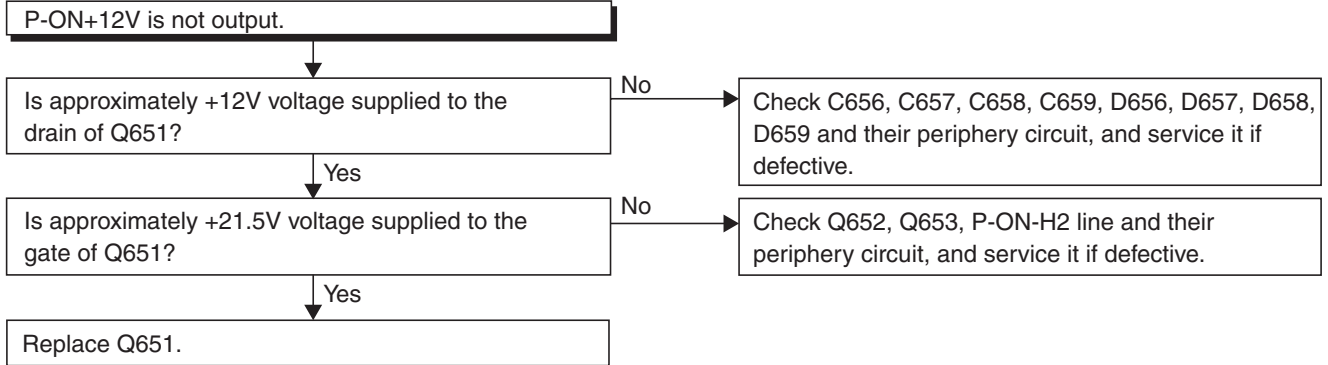 P-ON+12V is not output.
Is approximately +12V voltage supplied to the
drain of Q651?
No
Check C656, C657, C658, C659, D656, D657, D658,
D659 and their periphery circuit, and service it if
defective.
Yes
Is approximately +21.5V voltage supplied to the
gate of Q651?
No
Check Q652, Q653, P-ON-H2 line and their
periphery circuit, and service it if defective.
Yes
Replace Q651.